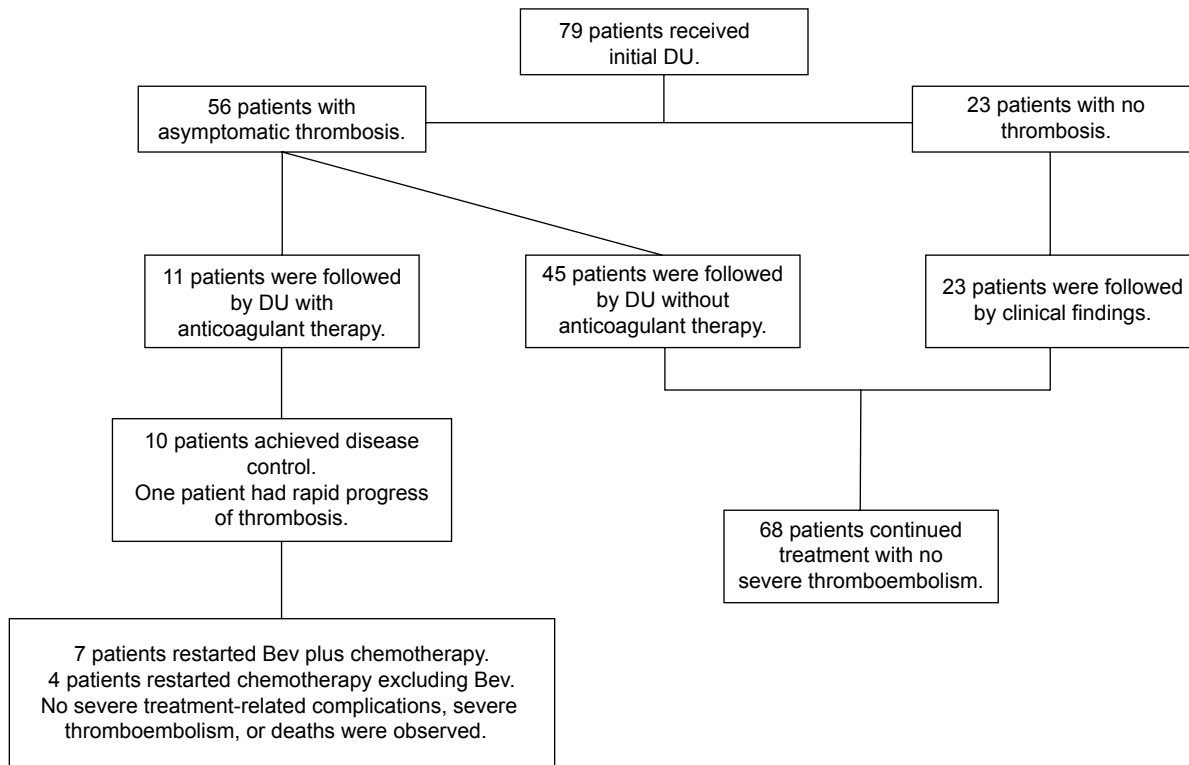 79 patients received
initial DU.
56 patients with
asymptomatic thrombosis.
23 patients with no
thrombosis.
11 patients were followed
by DU with
anticoagulant therapy.
45 patients were followed
by DU without
anticoagulant therapy.
23 patients were followed
by clinical findings.
10 patients achieved disease
control.
One patient had rapid progress
of thrombosis.
68 patients continued
treatment with no
severe thromboembolism.
7 patients restarted Bev plus chemotherapy.
4 patients restarted chemotherapy excluding Bev.
No severe treatment-related complications, severe
thromboembolism, or deaths were observed.